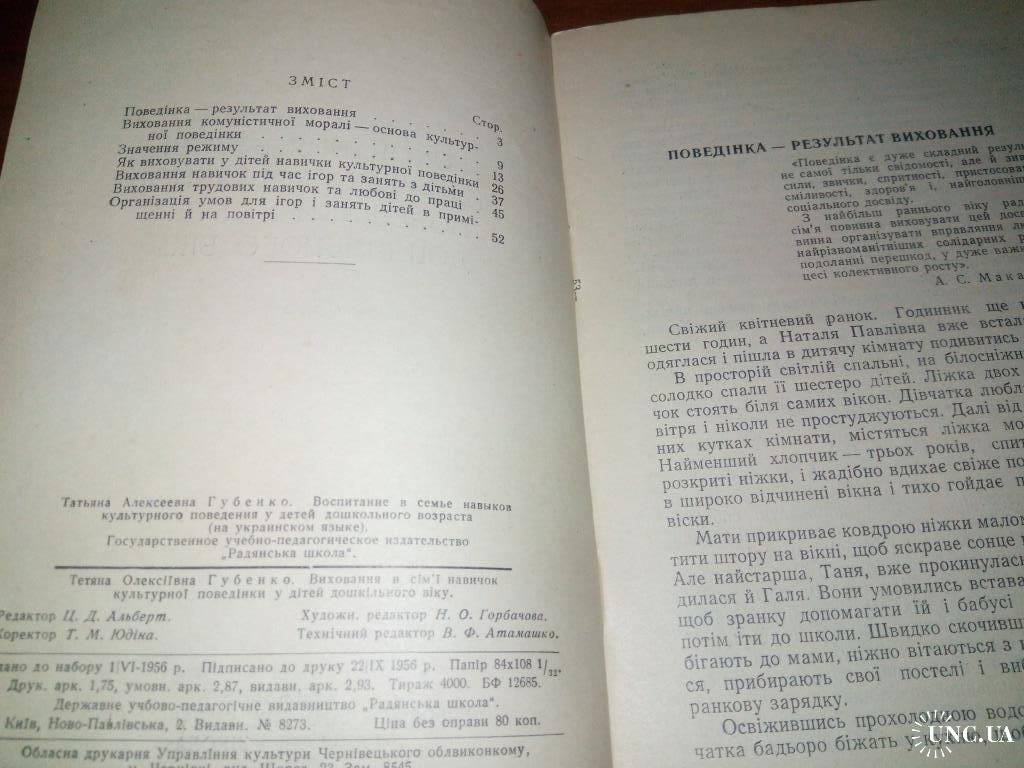 ЗМІСТ
Стор.
Поведінка — результат виховання . . . . . . 3
Виховання комуністичної моралі — основа культур-
ної поведінки . . . . . . . . . 9
Значення режиму . . . . . . . . . 13
Як виховувати у дітей навички культурної поведінки 26
Виховання навичок під час ігор та занять з дітьми . 37
Виховання трудових навичок та любові до праці . 45
Організація умов для ігор і занять дітей в примі-
щенні й на повітрі . . . . . . . . 52
Татьяна Алексеевна Губенко. Воспитание в семье навыков
культурного поведения у детей дошкольного возраста
(на украинском языке).
Государственное учебно-педагогическое издательство
„Радянська школа“.
Тетяна Олексіївна Губенко. Виховання в сім'ї навичок
культурної поведінки у дітей дошкільного віку.
Редактор Ц. Д. Альберт. Художн. редактор Н. О. Горбачова.
Коректор Т. М. Юдіна. Технічний редактор В. Ф. Атамашко.
дано до набору 1/VI-1956 р. Підписано до друку 22/IX 1956 р. Папір 84x108 1/32.
Друк. арк. 1,75, умовн. арк. 2,87, видавн. арк. 2,93. Тираж 4000. БФ 12685.
Державне учбово-педагогічне видавництво „Радянська школа“.
Київ, Ново-Павлівська, 2. Видавн. № 8273. Ціна без оправи 80 коп.
Обласна друкарня Управління культури Чернівецького облвиконкому,
ПОВЕДІНКА — РЕЗУЛЬТАТ ВИХОВАННЯ
«Поведінка є дуже складний резуль
не самої тільки свідомості, але й зна
сили, звички, спритності, пристосован
сміливості, здоров'я і, найголовніш
соціального досвіду.
З найбільш раннього віку рад
сім'я повинна виховувати цей досв
винна організувати вправляння лю
найрізноманітніших солідарних р
подоланні перешкод, у дуже важк
цесі колективного росту».
А. С. Мака
Свіжий квітневий ранок. Годинник ще
шести годин, а Наталя Павлівна вже встал
одяглася і пішла в дитячу кімнату подивитись
В просторій світлій спальні, на білосніжн
солодко спали її шестеро дітей. Ліжка двох
чок стоять біля самих вікон. Дівчатка любл
вітря і ніколи не простуджуються. Далі від
них кутках кімнати, містяться ліжка мо
Найменший хлопчик — трьох років, спит
розкриті ніжки, і жадібно вдихає свіже по
в широко відчинені вікна і тихо гойдає п
віски.
Мати прикриває ковдрою ніжки малом
тити штору на вікні, щоб яскраве сонце
Але найстарша, Таня, вже прокинулас
дилася й Галя. Вони умовились встава
щоб зранку допомагати їй і бабусі
потім іти до школи. Швидко скочивш
бігають до мами, ніжно вітаються з
ся, прибирають свої постелі і ви
ранкову зарядку.
Освіжившись прохолодною водо
чатка бадьоро біжать у
UNC.UA